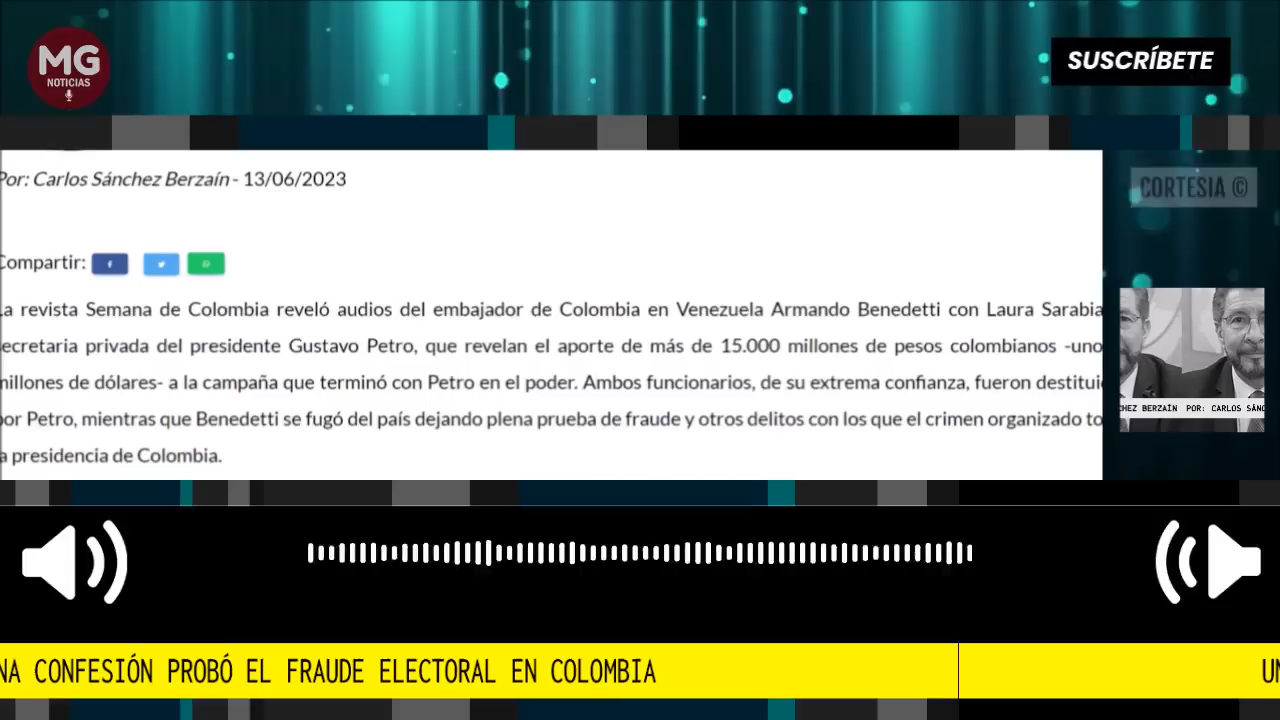 MG
NOTICIAS
SUSCRÍBETE
Por: Carlos Sánchez Berzaín - 13/06/2023
CORTESIA ©
Compartir:
La revista Semana de Colombia reveló audios del embajador de Colombia en Venezuela Armando Benedetti con Laura Sarabia
secretaria privada del presidente Gustavo Petro, que revelan el aporte de más de 15.000 millones de pesos colombianos -uno
millones de dólares- a la campaña que terminó con Petro en el poder. Ambos funcionarios, de su extrema confianza, fueron destitui
por Petro, mientras que Benedetti se fugó del país dejando plena prueba de fraude y otros delitos con los que el crimen organizado to
la presidencia de Colombia.
CHEZ BERZAÍN POR: CARLOS SÁNC
NA CONFESIÓN PROBÓ EL FRAUDE ELECTORAL EN COLOMBIA
UN